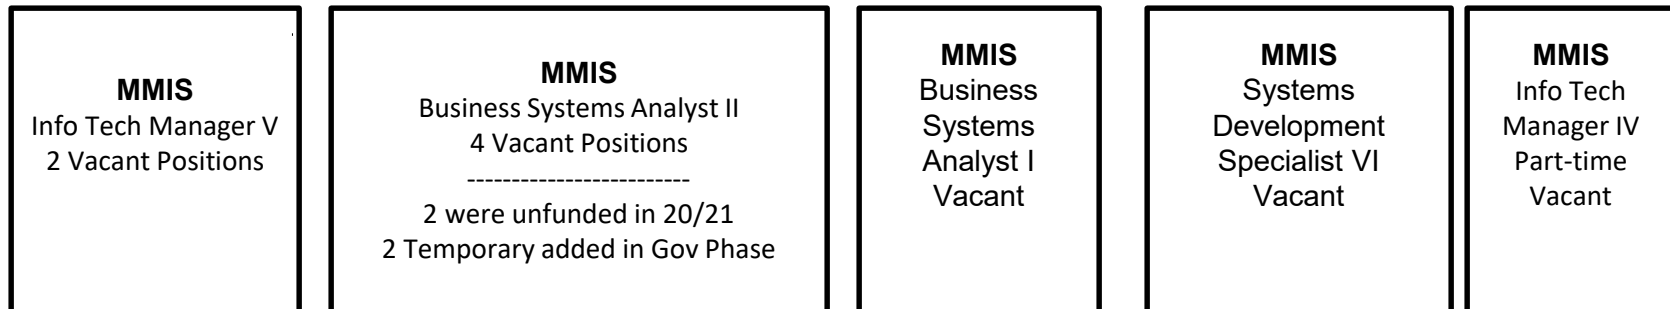 MMIS
Info Tech Manager V
2 Vacant Positions
MMIS
Business Systems Analyst II
4 Vacant Positions
-------------------------
2 were unfunded in 20/21
2 Temporary added in Gov Phase
MMIS
Business
Systems
Analyst I
Vacant
MMIS
Systems
Development
Specialist VI
Vacant
MMIS
Info Tech
Manager IV
Part-time
Vacant